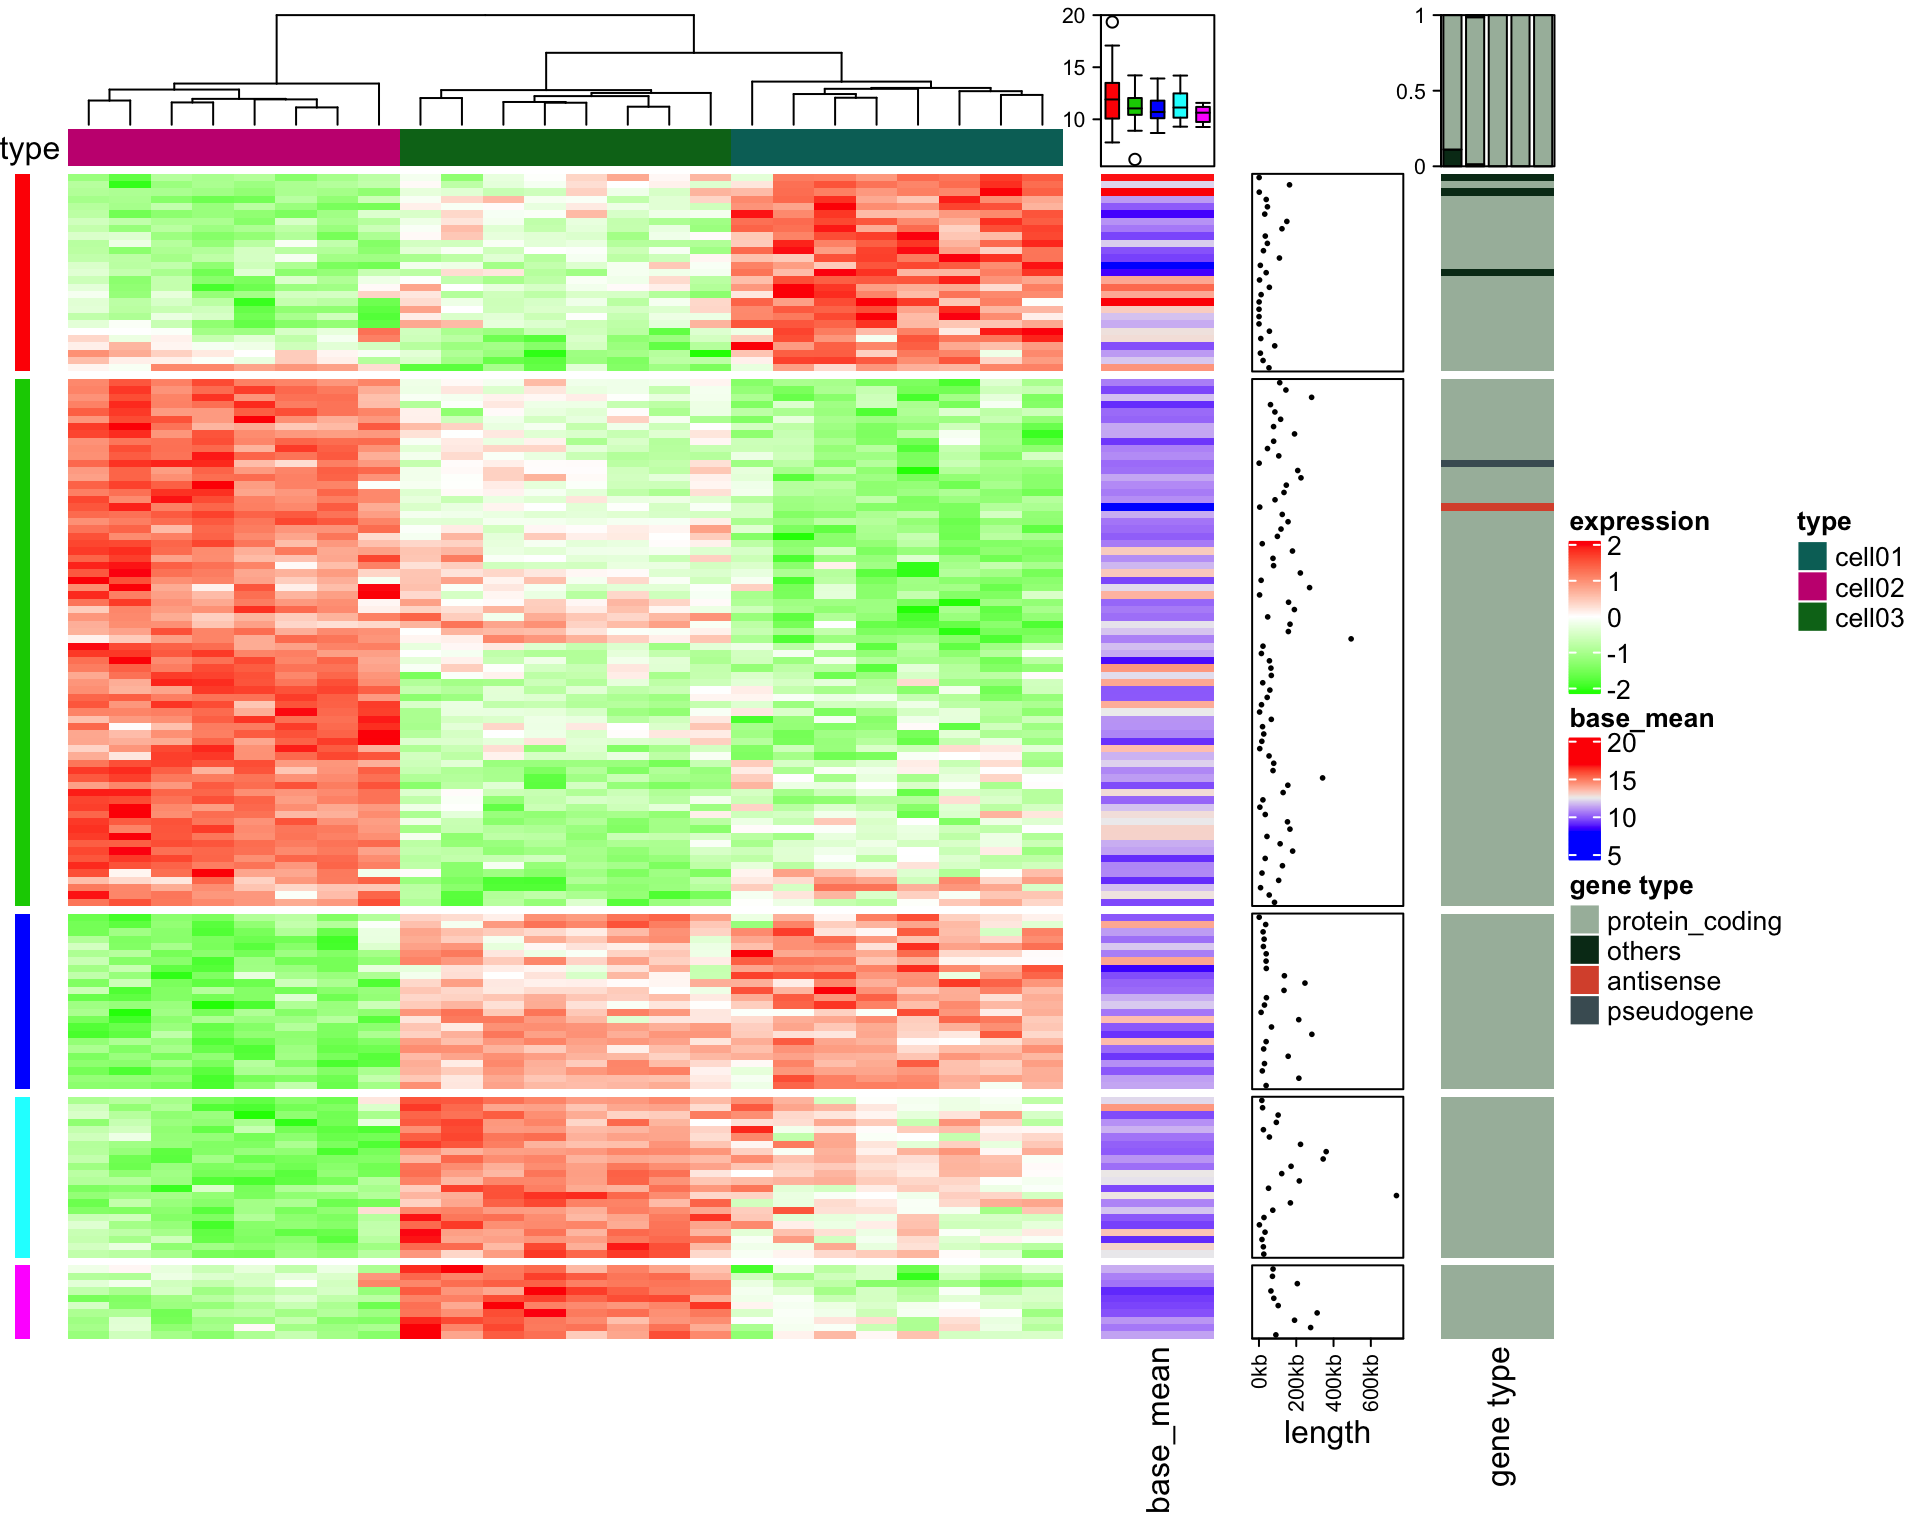 20
15
10
1
0.5
0
type
expression
2
1
0
-1
-2
base_mean
20
15
10
5
gene type
protein_coding
others
antisense
pseudogene
type
cell01
cell02
cell03
base_mean
0kb
200kb
400kb
600kb
length
gene type